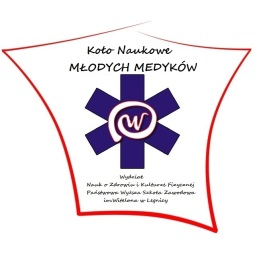 Koło Naukowe
MŁODYCH MEDYKÓW
W
Wydział
Nauk o Zdrowiu i Kulturze Fizycznej
Państwowa Wyższa Szkoła Zawodowa
im.Witelona w Legnicy